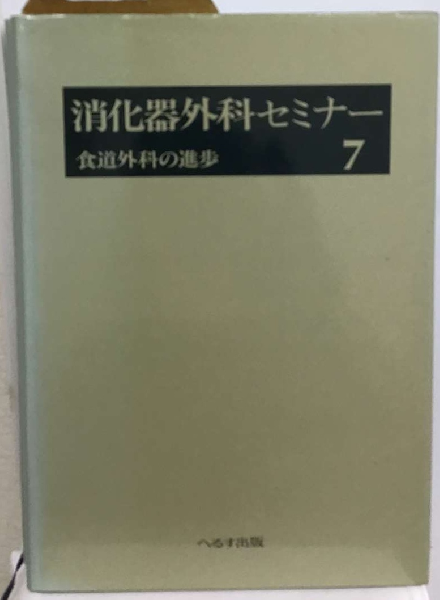 消化器外科セミナー
食道外科の進歩 7
へるす出版